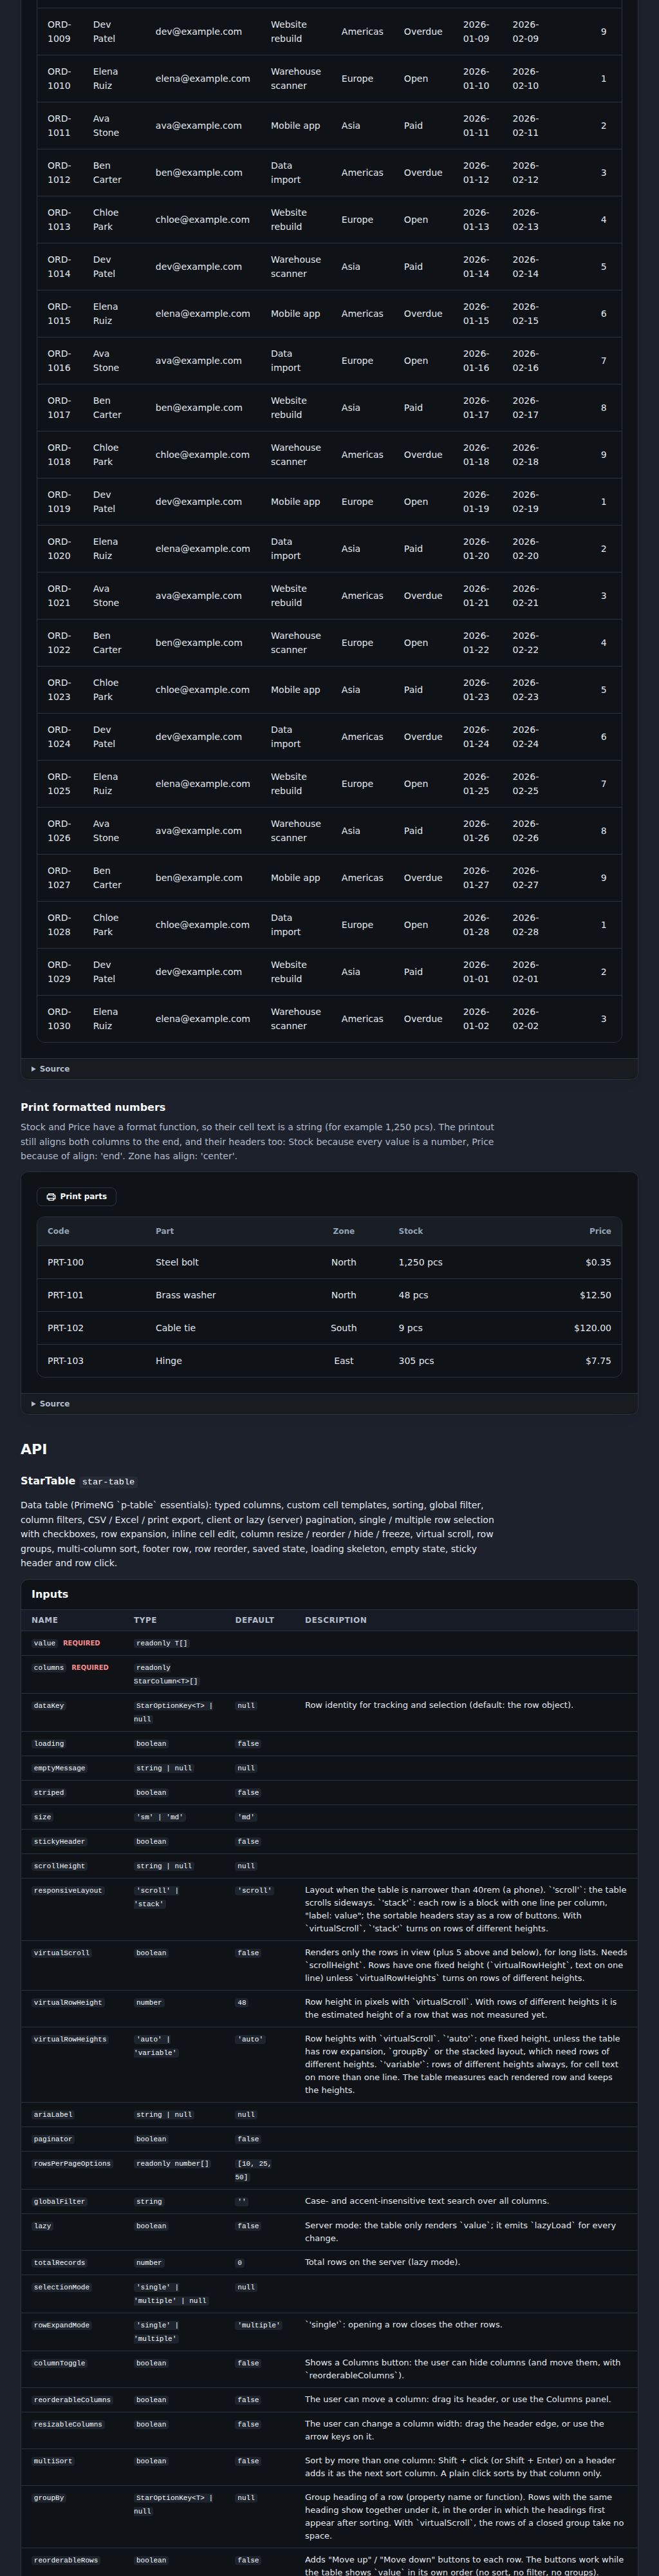 ORD-1009 Dev Patel dev@example.com Website rebuild Americas Overdue 2026-01-09 2026-02-09 9
ORD-1010 Elena Ruiz elena@example.com Warehouse scanner Europe Open 2026-01-10 2026-02-10 1
ORD-1011 Ava Stone ava@example.com Mobile app Asia Paid 2026-01-11 2026-02-11 2
ORD-1012 Ben Carter ben@example.com Data import Americas Overdue 2026-01-12 2026-02-12 3
ORD-1013 Chloe Park chloe@example.com Website rebuild Europe Open 2026-01-13 2026-02-13 4
ORD-1014 Dev Patel dev@example.com Warehouse scanner Asia Paid 2026-01-14 2026-02-14 5
ORD-1015 Elena Ruiz elena@example.com Mobile app Americas Overdue 2026-01-15 2026-02-15 6
ORD-1016 Ava Stone ava@example.com Data import Europe Open 2026-01-16 2026-02-16 7
ORD-1017 Ben Carter ben@example.com Website rebuild Asia Paid 2026-01-17 2026-02-17 8
ORD-1018 Chloe Park chloe@example.com Warehouse scanner Americas Overdue 2026-01-18 2026-02-18 9
ORD-1019 Dev Patel dev@example.com Mobile app Europe Open 2026-01-19 2026-02-19 1
ORD-1020 Elena Ruiz elena@example.com Data import Asia Paid 2026-01-20 2026-02-20 2
ORD-1021 Ava Stone ava@example.com Website rebuild Americas Overdue 2026-01-21 2026-02-21 3
ORD-1022 Ben Carter ben@example.com Warehouse scanner Europe Open 2026-01-22 2026-02-22 4
ORD-1023 Chloe Park chloe@example.com Mobile app Asia Paid 2026-01-23 2026-02-23 5
ORD-1024 Dev Patel dev@example.com Data import Americas Overdue 2026-01-24 2026-02-24 6
ORD-1025 Elena Ruiz elena@example.com Website rebuild Europe Open 2026-01-25 2026-02-25 7
ORD-1026 Ava Stone ava@example.com Warehouse scanner Asia Paid 2026-01-26 2026-02-26 8
ORD-1027 Ben Carter ben@example.com Mobile app Americas Overdue 2026-01-27 2026-02-27 9
ORD-1028 Chloe Park chloe@example.com Data import Europe Open 2026-01-28 2026-02-28 1
ORD-1029 Dev Patel dev@example.com Website rebuild Asia Paid 2026-01-01 2026-02-01 2
ORD-1030 Elena Ruiz elena@example.com Warehouse scanner Americas Overdue 2026-01-02 2026-02-02 3
Source
Print formatted numbers
Stock and Price have a format function, so their cell text is a string (for example 1,250 pcs). The printout
still aligns both columns to the end, and their headers too: Stock because every value is a number, Price
because of align: 'end'. Zone has align: 'center'.
Print parts
Code Part Zone Stock Price
PRT-100 Steel bolt North 1,250 pcs $0.35
PRT-101 Brass washer North 48 pcs $12.50
PRT-102 Cable tie South 9 pcs $120.00
PRT-103 Hinge East 305 pcs $7.75
Source
API
StarTable star-table
Data table (PrimeNG `p-table` essentials): typed columns, custom cell templates, sorting, global filter,
column filters, CSV / Excel / print export, client or lazy (server) pagination, single / multiple row selection
with checkboxes, row expansion, inline cell edit, column resize / reorder / hide / freeze, virtual scroll, row
groups, multi-column sort, footer row, row reorder, saved state, loading skeleton, empty state, sticky
header and row click.
Inputs
NAME TYPE DEFAULT DESCRIPTION
value REQUIRED readonly T[]
columns REQUIRED readonly StarColumn<T>[]
dataKey StarOptionKey<T> | null null Row identity for tracking and selection (default: the row object).
loading boolean false
emptyMessage string | null null
striped boolean false
size 'sm' | 'md' 'md'
stickyHeader boolean false
scrollHeight string | null null
responsiveLayout 'scroll' | 'stack' 'scroll' Layout when the table is narrower than 40rem (a phone). `'scroll'`: the table
scrolls sideways. `'stack'`: each row is a block with one line per column,
"label: value"; the sortable headers stay as a row of buttons. With
`virtualScroll`, `'stack'` turns on rows of different heights.
virtualScroll boolean false Renders only the rows in view (plus 5 above and below), for long lists. Needs
`scrollHeight`. Rows have one fixed height (`virtualRowHeight`, text on one
line) unless `virtualRowHeights` turns on rows of different heights.
virtualRowHeight number 48 Row height in pixels with `virtualScroll`. With rows of different heights it is
the estimated height of a row that was not measured yet.
virtualRowHeights 'auto' | 'variable' 'auto' Row heights with `virtualScroll`. `'auto'`: one fixed height, unless the table
has row expansion, `groupBy` or the stacked layout, which need rows of
different heights. `'variable'`: rows of different heights always, for cell text
on more than one line. The table measures each rendered row and keeps
the heights.
ariaLabel string | null null
paginator boolean false
rowsPerPageOptions readonly number[] [10, 25, 50]
globalFilter string '' Case- and accent-insensitive text search over all columns.
lazy boolean false Server mode: the table only renders `value`; it emits `lazyLoad` for every
change.
totalRecords number 0 Total rows on the server (lazy mode).
selectionMode 'single' | 'multiple' | null null
rowExpandMode 'single' | 'multiple' 'multiple' `'single'`: opening a row closes the other rows.
columnToggle boolean false Shows a Columns button: the user can hide columns (and move them, with
`reorderableColumns`).
reorderableColumns boolean false The user can move a column: drag its header, or use the Columns panel.
resizableColumns boolean false The user can change a column width: drag the header edge, or use the
arrow keys on it.
multiSort boolean false Sort by more than one column: Shift + click (or Shift + Enter) on a header
adds it as the next sort column. A plain click sorts by that column only.
groupBy StarOptionKey<T> | null null Group heading of a row (property name or function). Rows with the same
heading show together under it, in the order in which the headings first
appear after sorting. With `virtualScroll`, the rows of a closed group take no
space.
reorderableRows boolean false Adds "Move up" / "Move down" buttons to each row. The buttons work while
the table shows `value` in its own order (no sort, no filter, no groups).